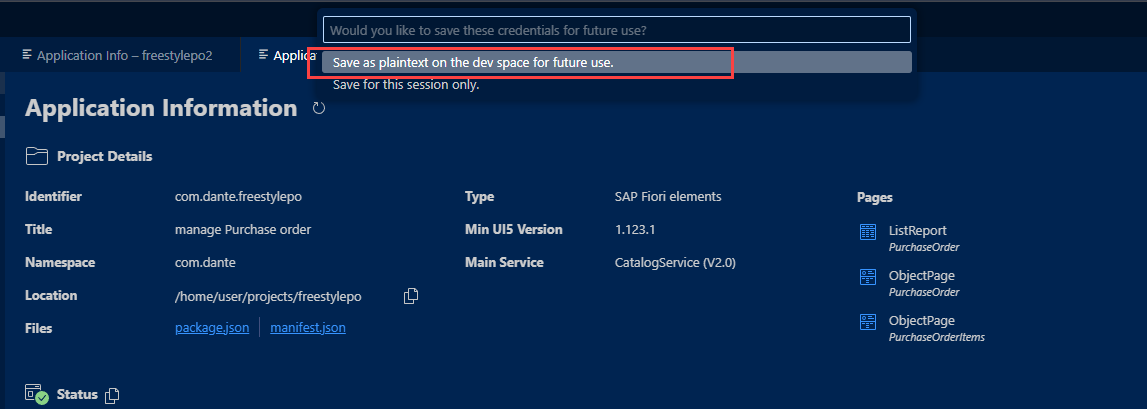 Would you like to save these credentials for future use?
Application Info – freestylepo2
Applica
Save as plaintext on the dev space for future use.
Save for this session only.
Application Information
Project Details
Identifier com.dante.freestylepo
Title manage Purchase order
Namespace com.dante
Location /home/user/projects/freestylepo
Files package.json manifest.json
Type SAP Fiori elements
Min UI5 Version 1.123.1
Main Service CatalogService (V2.0)
Pages
ListReport
PurchaseOrder
ObjectPage
PurchaseOrder
ObjectPage
PurchaseOrderItems
Status